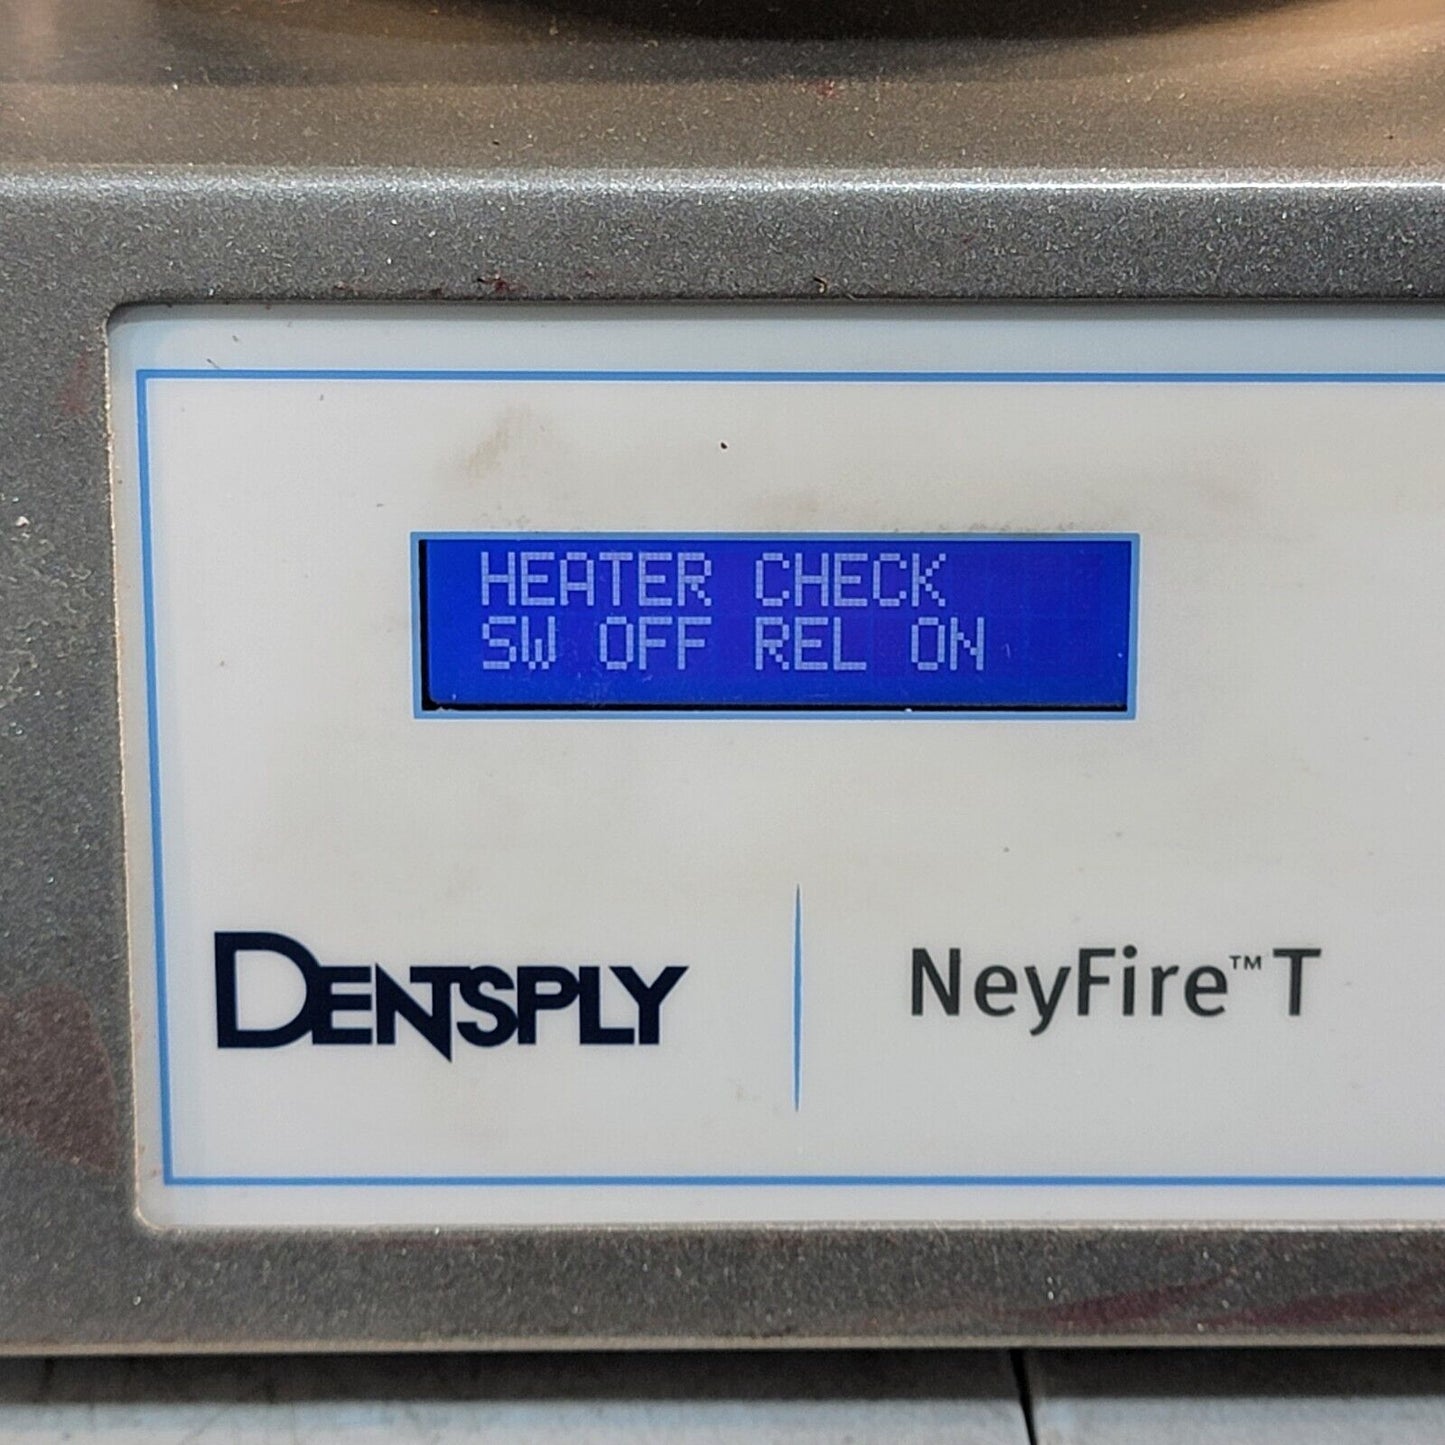 HEATER CHECK
SW OFF REL ON
DENTSPLY
NeyFire™ T